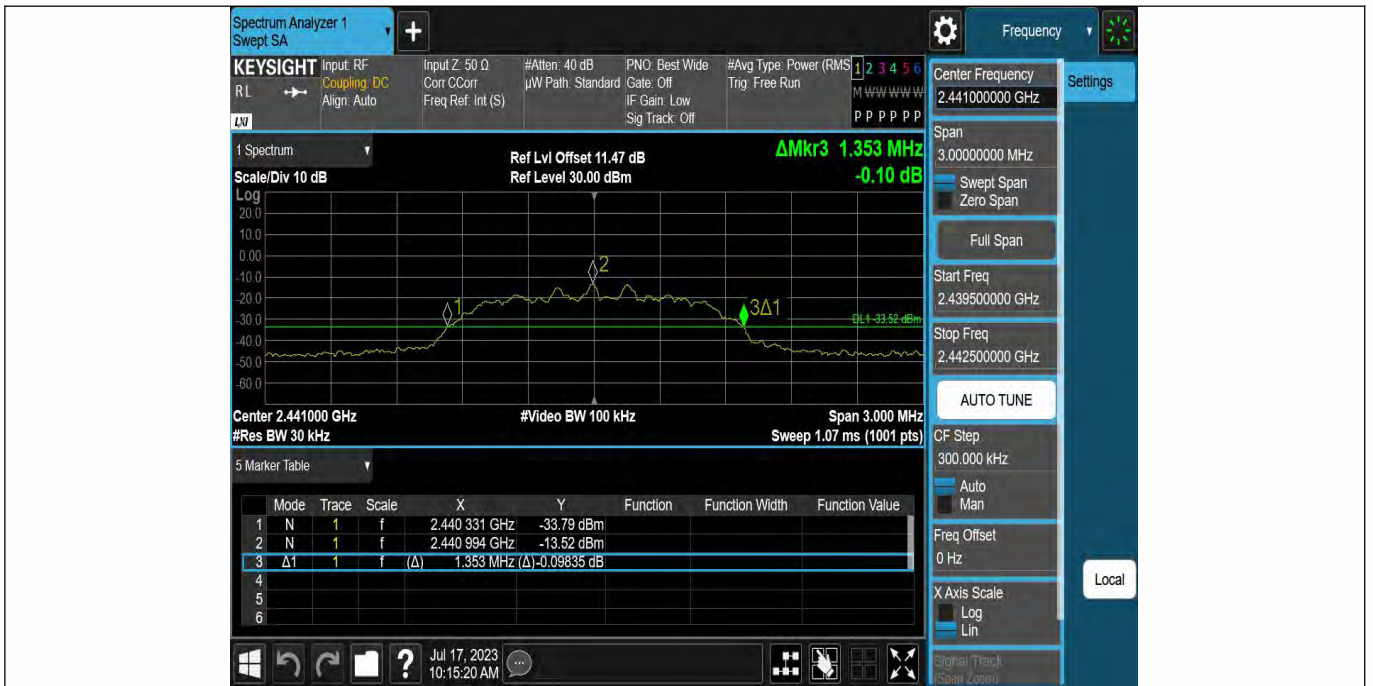 Spectrum Analyzer 1
Swept SA
+
Frequency
KEYSIGHT
RL
LXI
Input: RF
Coupling: DC
Align: Auto
Input Z: 50 Ω
Corr CCorr
Freq Ref: Int (S)
#Atten: 40 dB
µW Path: Standard
PNO: Best Wide
Gate: Off
IF Gain: Low
Sig Track: Off
#Avg Type: Power (RMS
Trig: Free Run
1 2 3 4 5 6
M W W W W W
P P P P P P
1 Spectrum
Scale/Div 10 dB
Ref Lvl Offset 11.47 dB
Ref Level 30.00 dBm
ΔMkr3 1.353 MHz
-0.10 dB
Log
20.0
10.0
0.00
-10.0
-20.0
-30.0
-40.0
-50.0
-60.0
1
2
3Δ1
DL1 -33.52 dBm
Center 2.441000 GHz
#Video BW 100 kHz
Span 3.000 MHz
#Res BW 30 kHz
Sweep 1.07 ms (1001 pts)
5 Marker Table
Mode Trace Scale X Y Function Function Width Function Value
1 N 1 f 2.440 331 GHz -33.79 dBm
2 N 1 f 2.440 994 GHz -13.52 dBm
3 Δ1 1 f (Δ) 1.353 MHz (Δ) -0.09835 dB
4
5
6
?
Jul 17, 2023
10:15:20 AM
Center Frequency
2.441000000 GHz
Span
3.00000000 MHz
Swept Span
Zero Span
Full Span
Start Freq
2.439500000 GHz
Stop Freq
2.442500000 GHz
AUTO TUNE
CF Step
300.000 kHz
Auto
Man
Freq Offset
0 Hz
X Axis Scale
Log
Lin
Signal Track
(Span Zoom)
Settings
Local